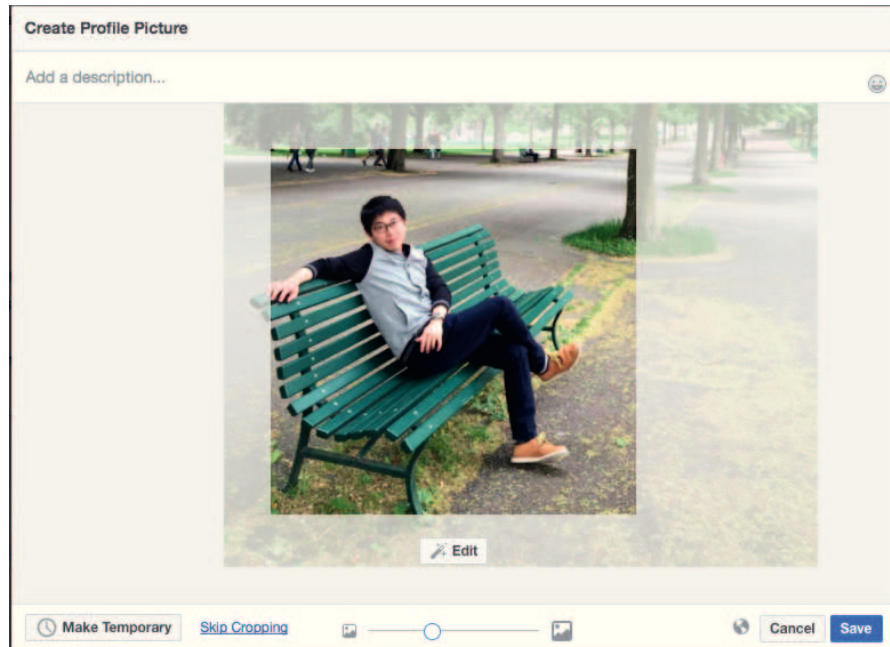 Create Profile Picture
Add a description...
Edit
Make Temporary
Skip Cropping
Cancel
Save